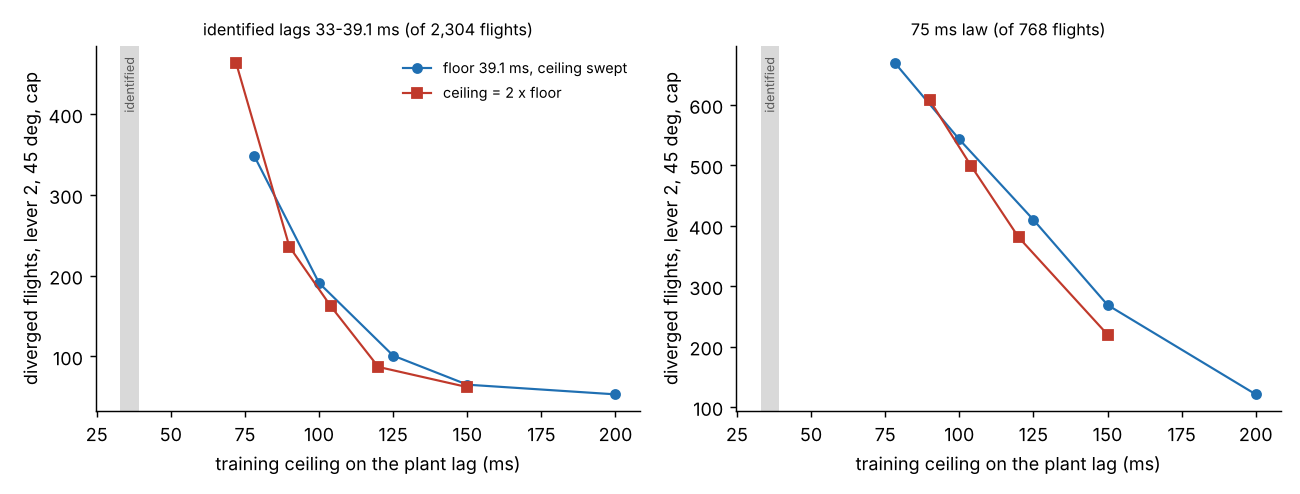 identified lags 33-39.1 ms (of 2,304 flights)
diverged flights, lever 2, 45 deg, cap
400
300
200
100
identified
floor 39.1 ms, ceiling swept
ceiling = 2 x floor
25 50 75 100 125 150 175 200
training ceiling on the plant lag (ms)
75 ms law (of 768 flights)
diverged flights, lever 2, 45 deg, cap
600
500
400
300
200
100
identified
25 50 75 100 125 150 175 200
training ceiling on the plant lag (ms)